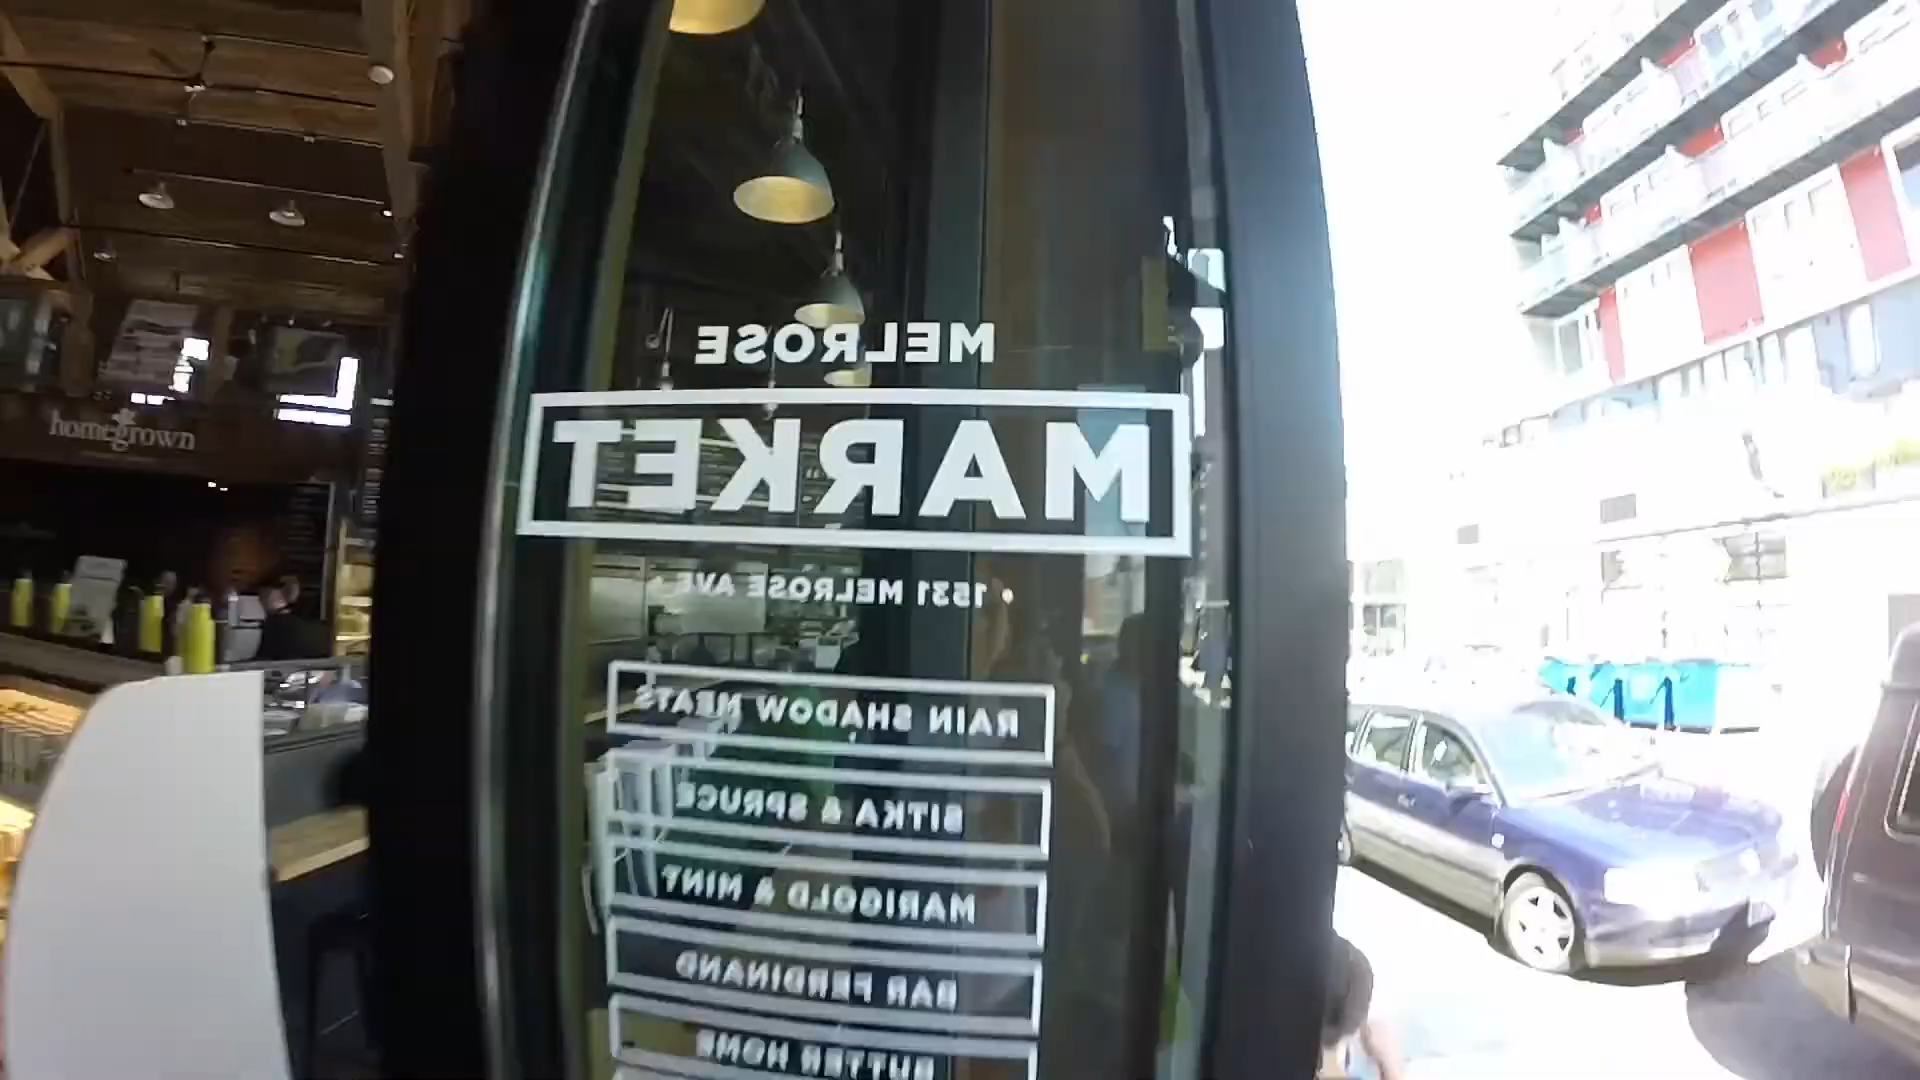 homegrown
MELROSE
MARKET
• 1531 MELROSE AVE •
RAIN SHADOW MEATS
SITKA & SPRUCE
MARIGOLD & MINT
BAR FERDINAND
BUTTER HOME